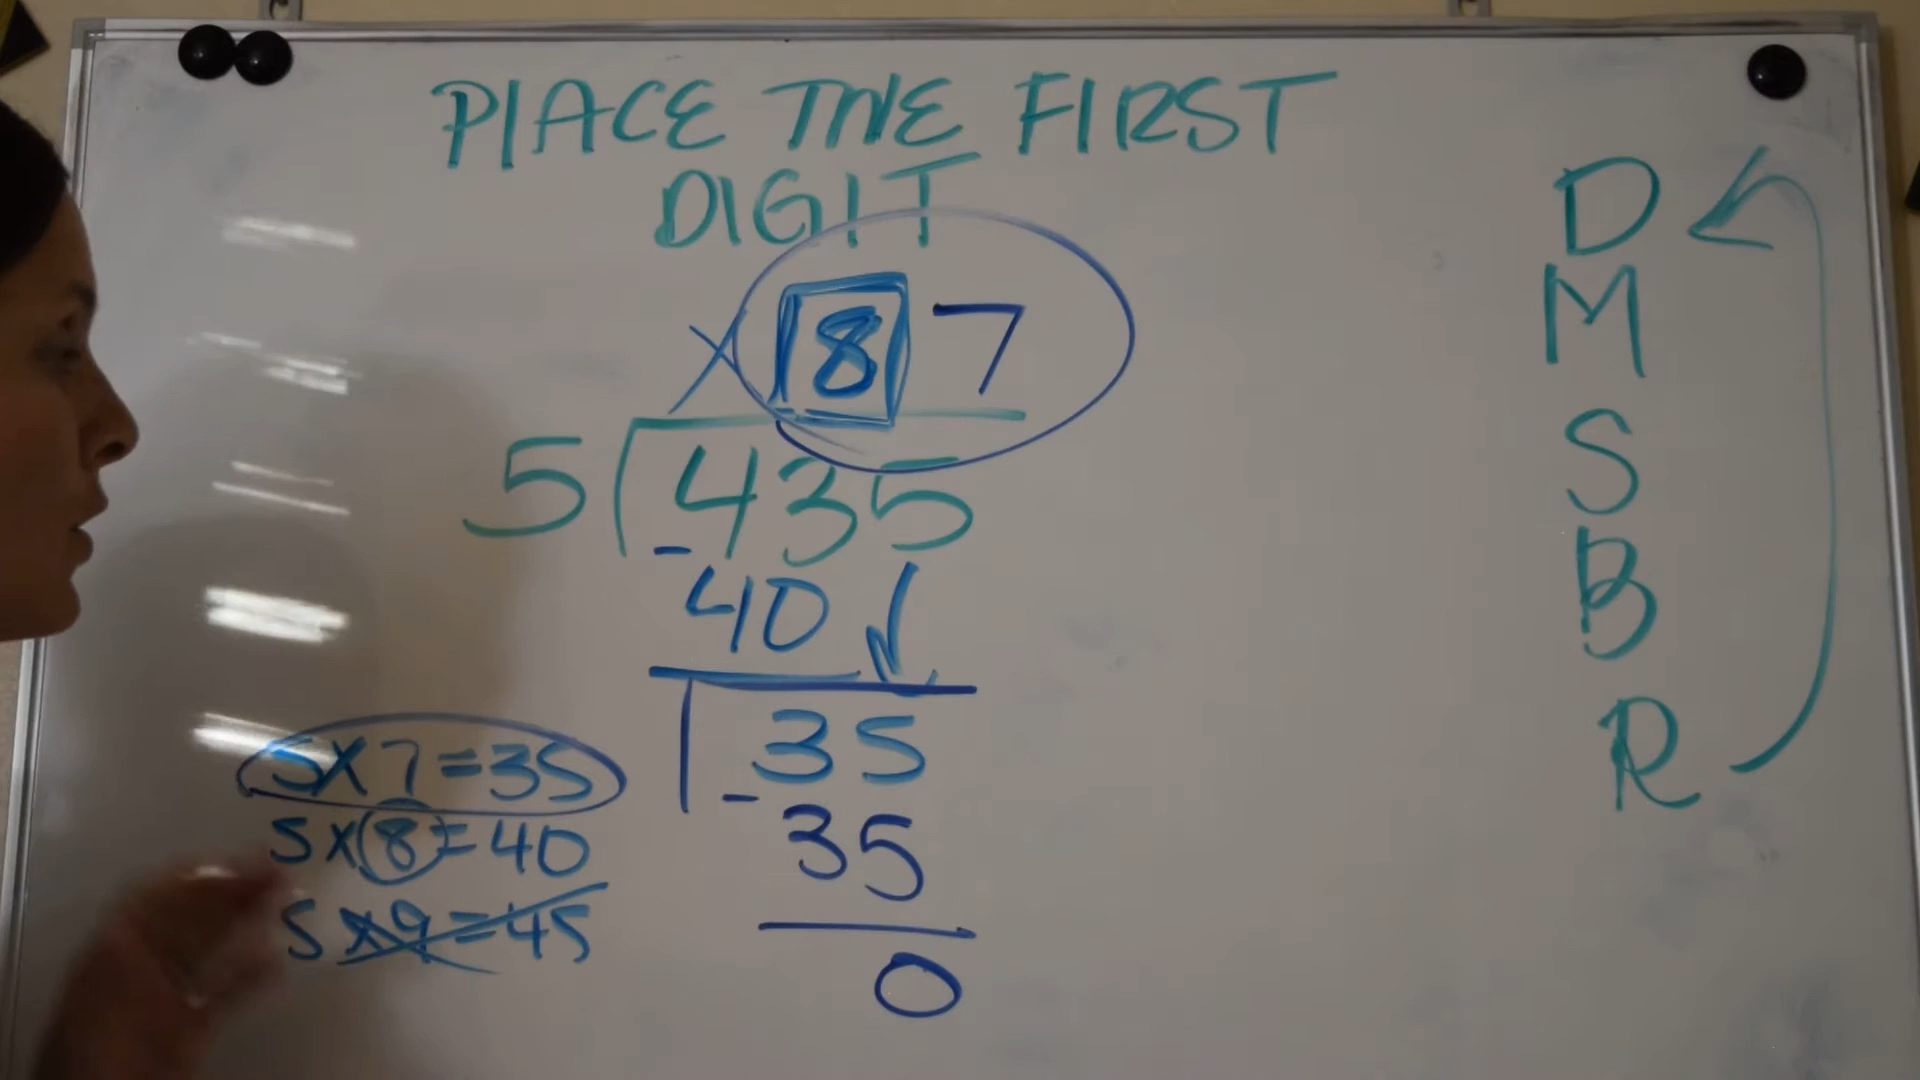 PLACE THE FIRST
DIGIT
X 8 7
5 435
- 40
35
- 35
0
5X7=35
5X8=40
5X9=45
D
M
S
B
R